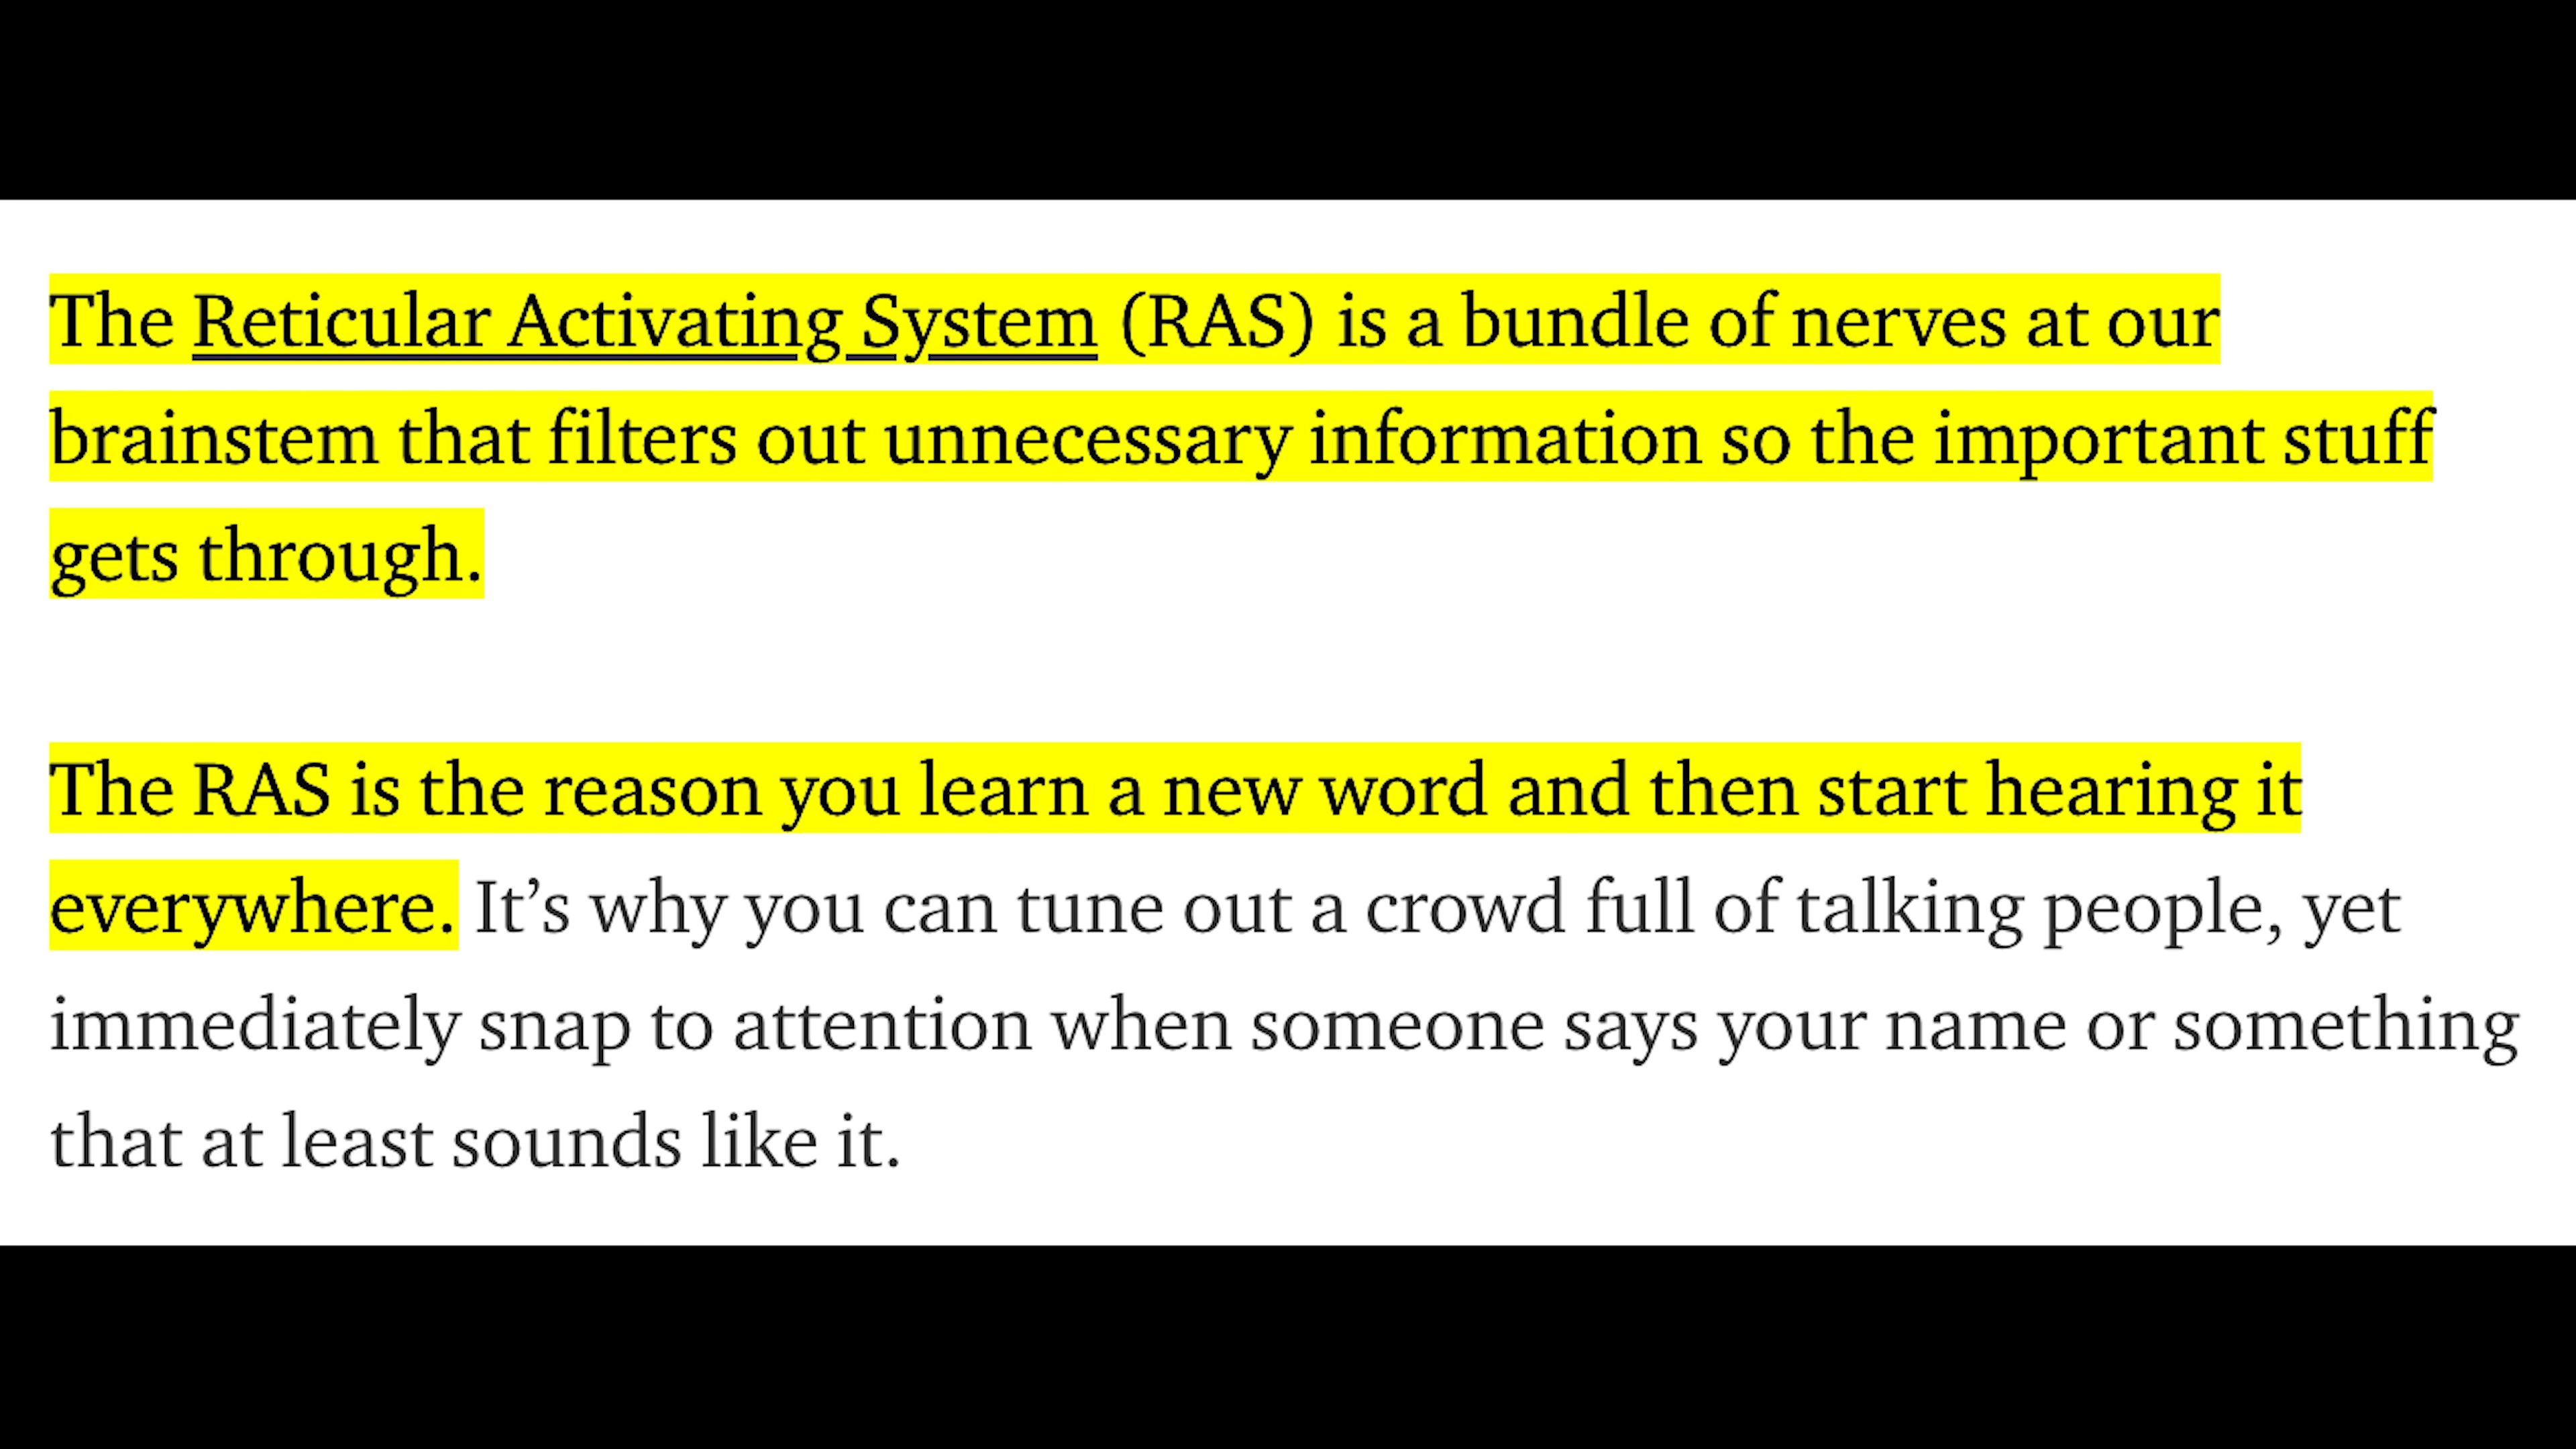 The Reticular Activating System (RAS) is a bundle of nerves at our
brainstem that filters out unnecessary information so the important stuff
gets through.
The RAS is the reason you learn a new word and then start hearing it
everywhere. It’s why you can tune out a crowd full of talking people, yet
immediately snap to attention when someone says your name or something
that at least sounds like it.